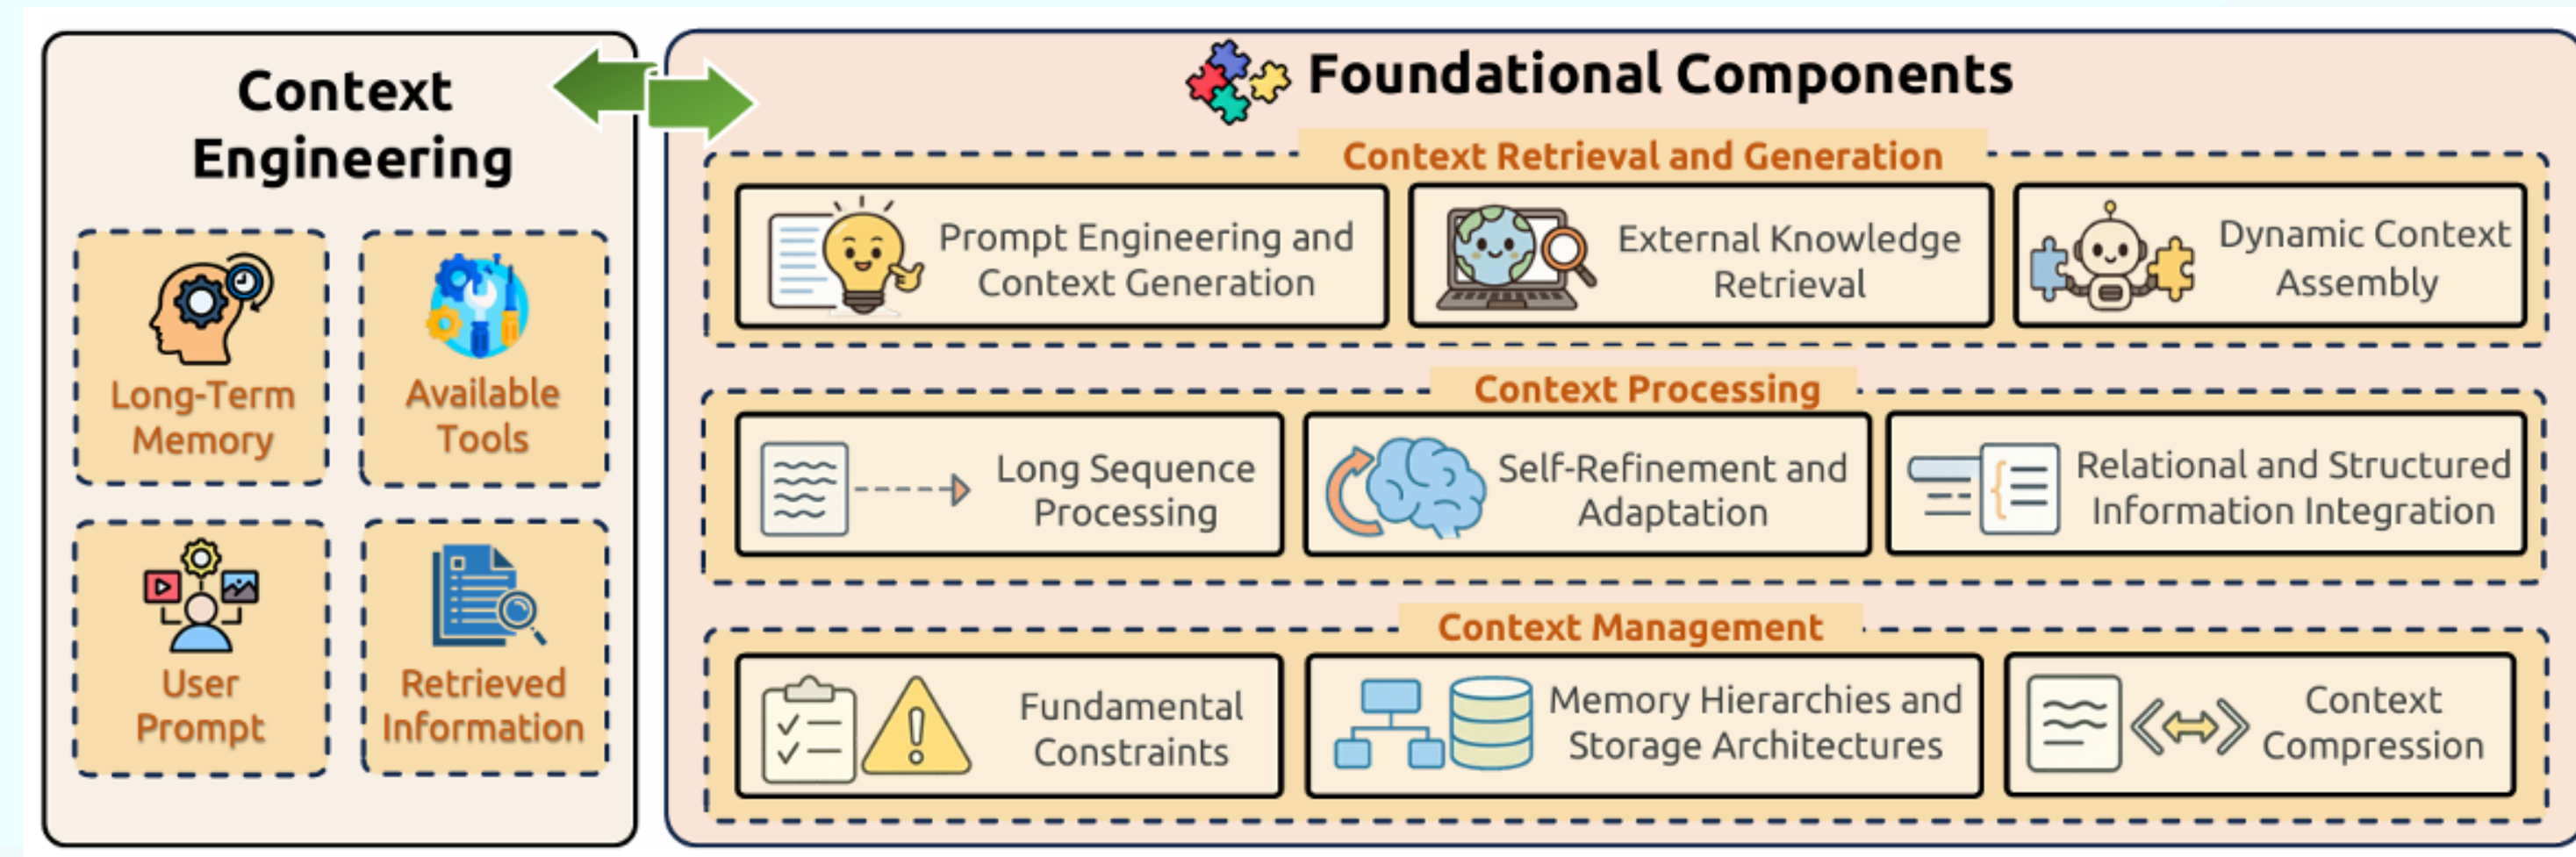 Context
Engineering
Long-Term
Memory
Available
Tools
User
Prompt
Retrieved
Information
Foundational Components
Context Retrieval and Generation
Prompt Engineering and
Context Generation
External Knowledge
Retrieval
Dynamic Context
Assembly
Context Processing
Long Sequence
Processing
Self-Refinement and
Adaptation
Relational and Structured
Information Integration
Context Management
Fundamental
Constraints
Memory Hierarchies and
Storage Architectures
Context
Compression